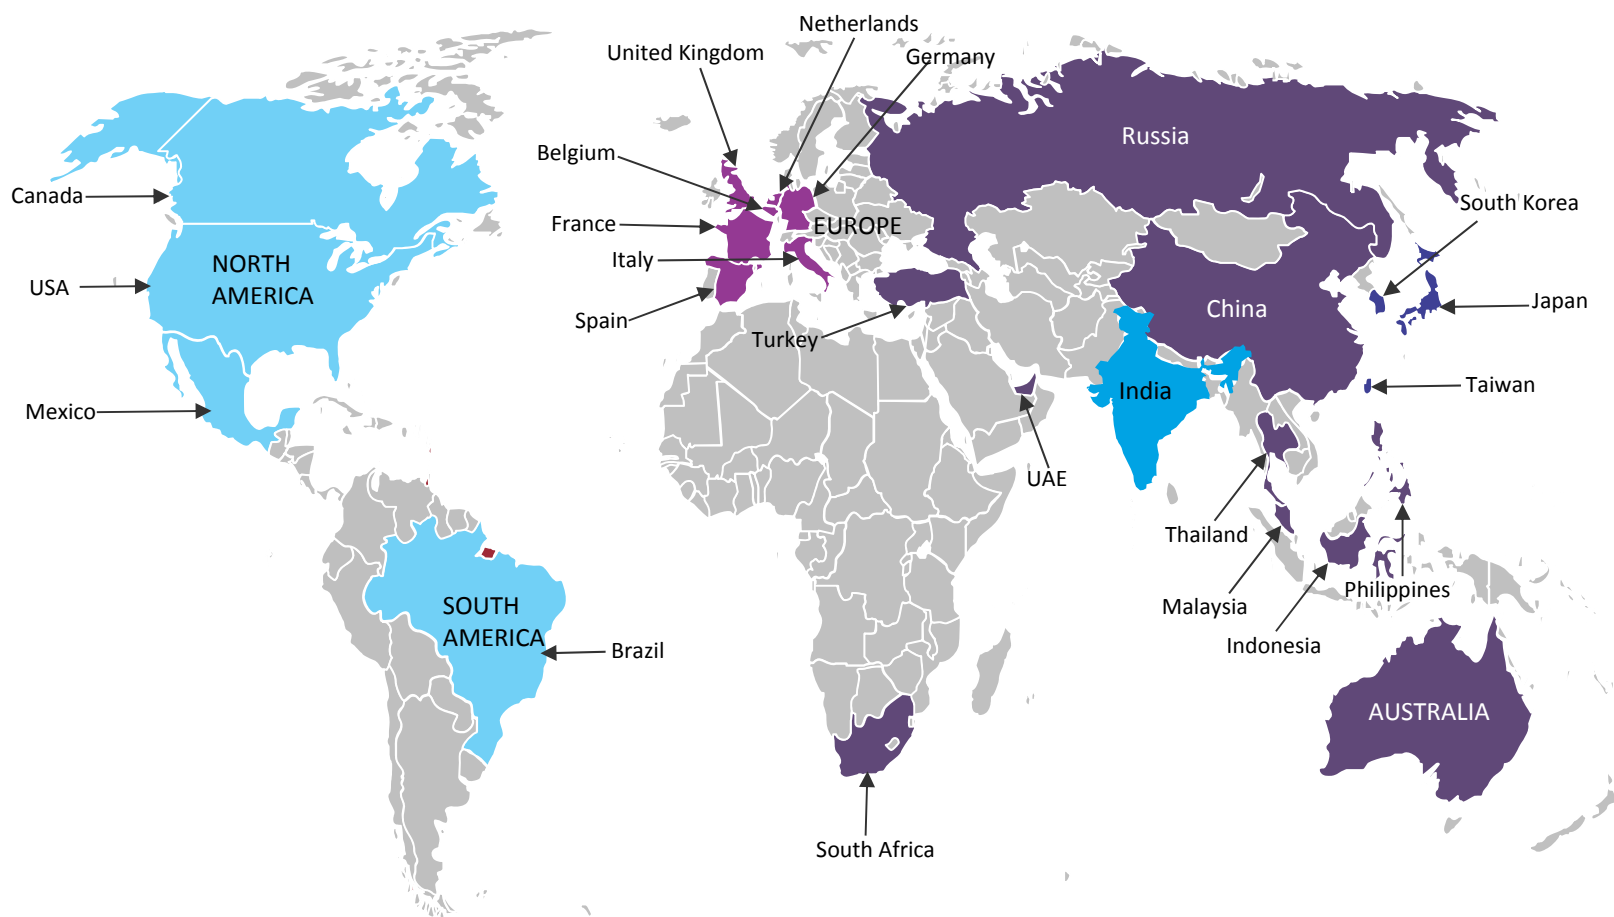 Netherlands
United Kingdom
Germany
Russia
Belgium
Canada
South Korea
France
EUROPE
Italy
NORTH
AMERICA
USA
China
Japan
Spain
Turkey
Taiwan
India
Mexico
UAE
Thailand
Philippines
Malaysia
SOUTH
AMERICA
Indonesia
Brazil
AUSTRALIA
South Africa